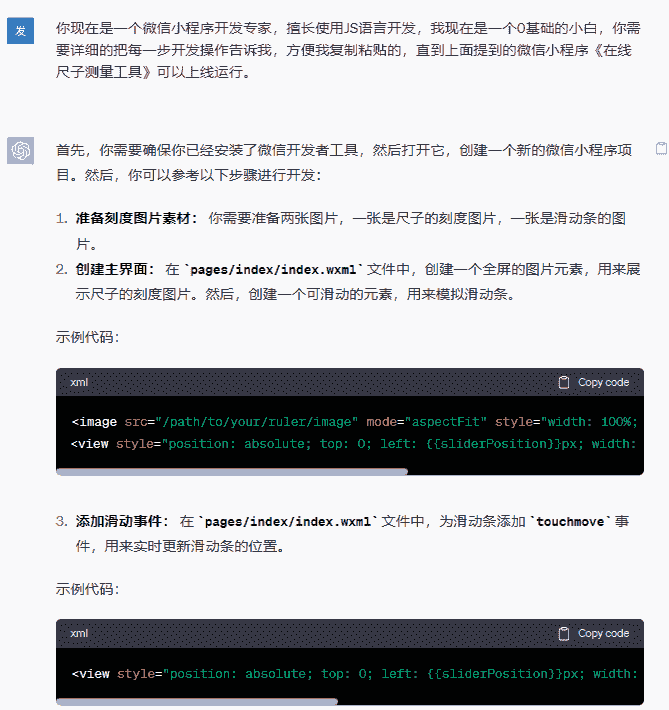 发
你现在是一个微信小程序开发专家，擅长使用JS语言开发，我现在是一个0基础的小白，你需
要详细的把每一步开发操作告诉我，方便我复制粘贴的，直到上面提到的微信小程序《在线
尺子测量工具》可以上线运行。
首先，你需要确保你已经安装了微信开发者工具，然后打开它，创建一个新的微信小程序项
目。然后，你可以参考以下步骤进行开发：
1. 准备刻度图片素材： 你需要准备两张图片，一张是尺子的刻度图片，一张是滑动条的图
片。
2. 创建主界面： 在 `pages/index/index.wxml` 文件中，创建一个全屏的图片元素，用来展
示尺子的刻度图片。然后，创建一个可滑动的元素，用来模拟滑动条。
示例代码：
xml Copy code
<image src="/path/to/your/ruler/image" mode="aspectFit" style="width: 100%;
<view style="position: absolute; top: 0; left: {{sliderPosition}}px; width:
3. 添加滑动事件： 在 `pages/index/index.wxml` 文件中，为滑动条添加 `touchmove` 事
件，用来实时更新滑动条的位置。
示例代码：
xml Copy code
<view style="position: absolute; top: 0; left: {{sliderPosition}}px; width: